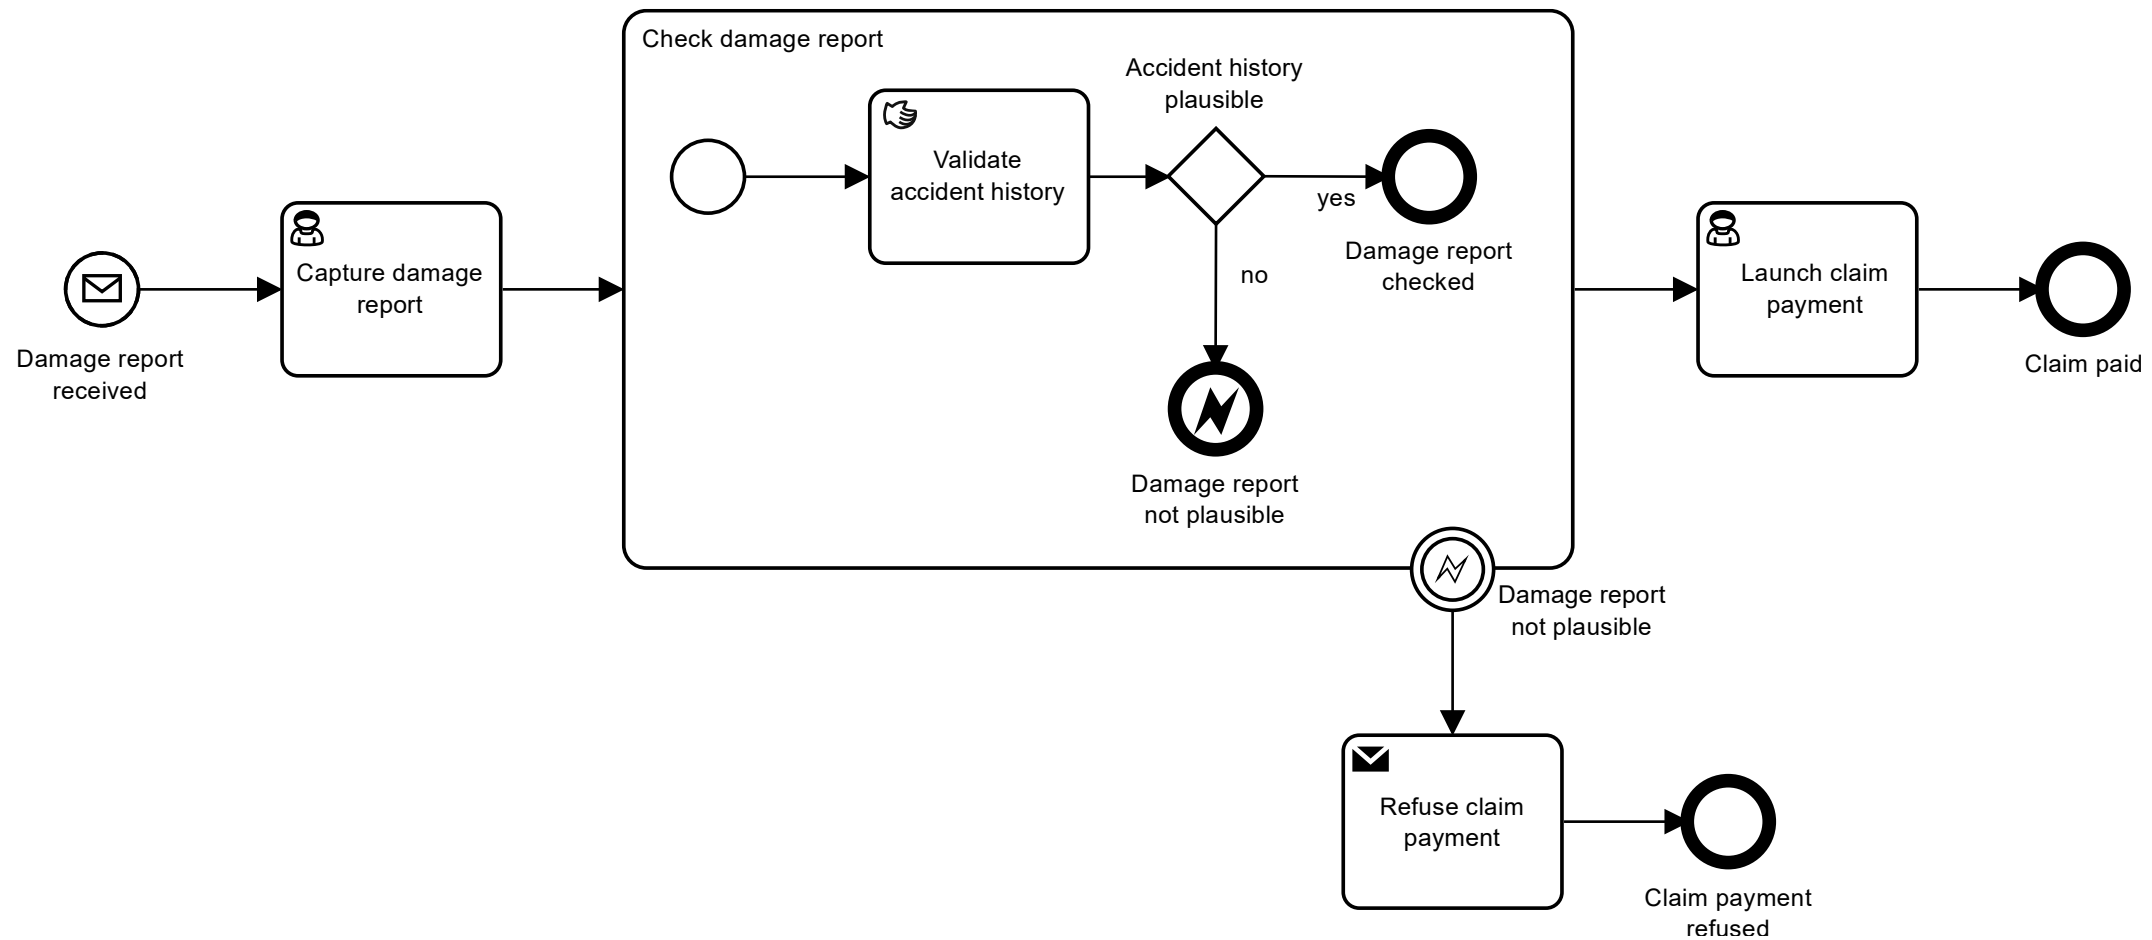 Check damage report
Accident history
plausible
Validate
accident history
yes
Damage report
checked
no
Capture damage
report
Damage report
received
Launch claim
payment
Claim paid
Damage report
not plausible
Damage report
not plausible
Refuse claim
payment
Claim payment
refused